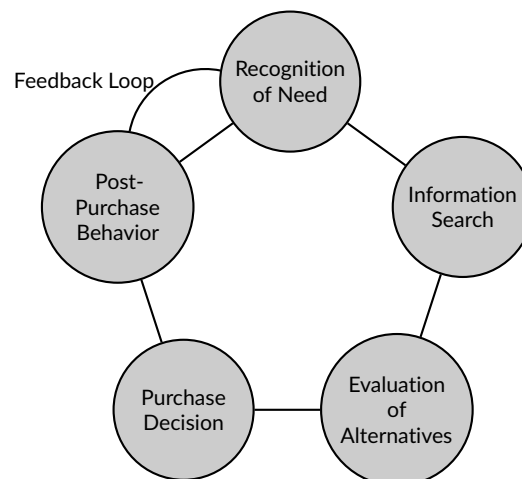 Feedback Loop
Recognition
of Need
Information
Search
Evaluation
of
Alternatives
Purchase
Decision
Post-
Purchase
Behavior